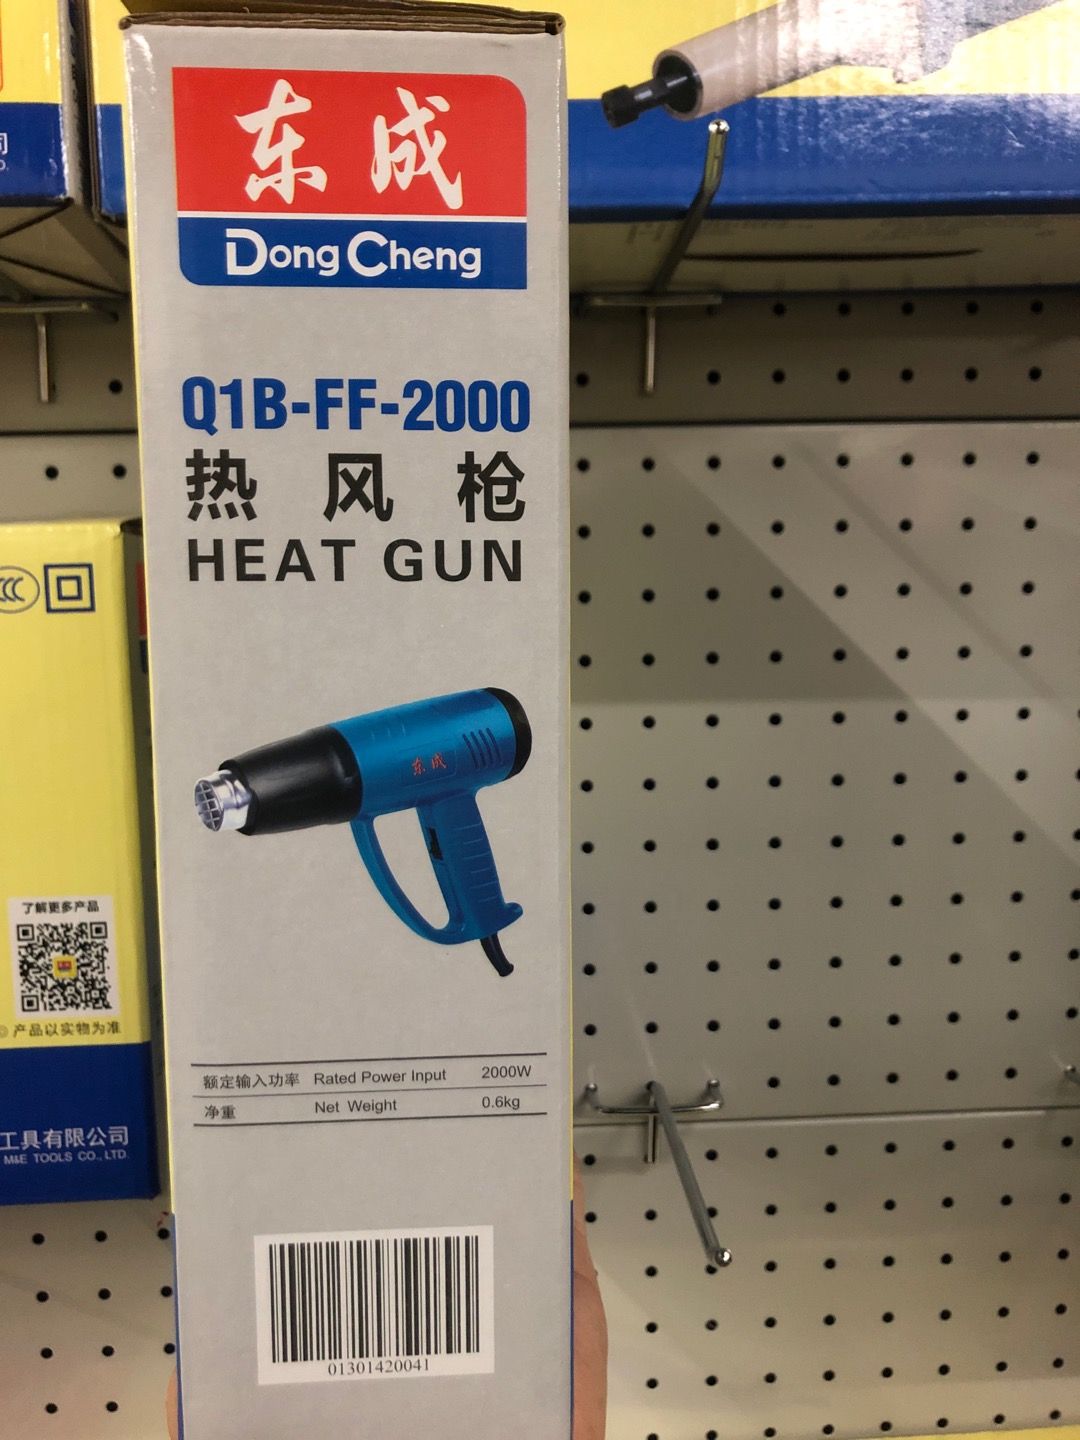 东成
DongCheng
Q1B-FF-2000
热风枪
HEAT GUN
东成
额定输入功率 Rated Power Input 2000W
净重 Net Weight 0.6kg
01301420041
了解更多产品
产品以实物为准
工具有限公司
M&E TOOLS CO., LTD.